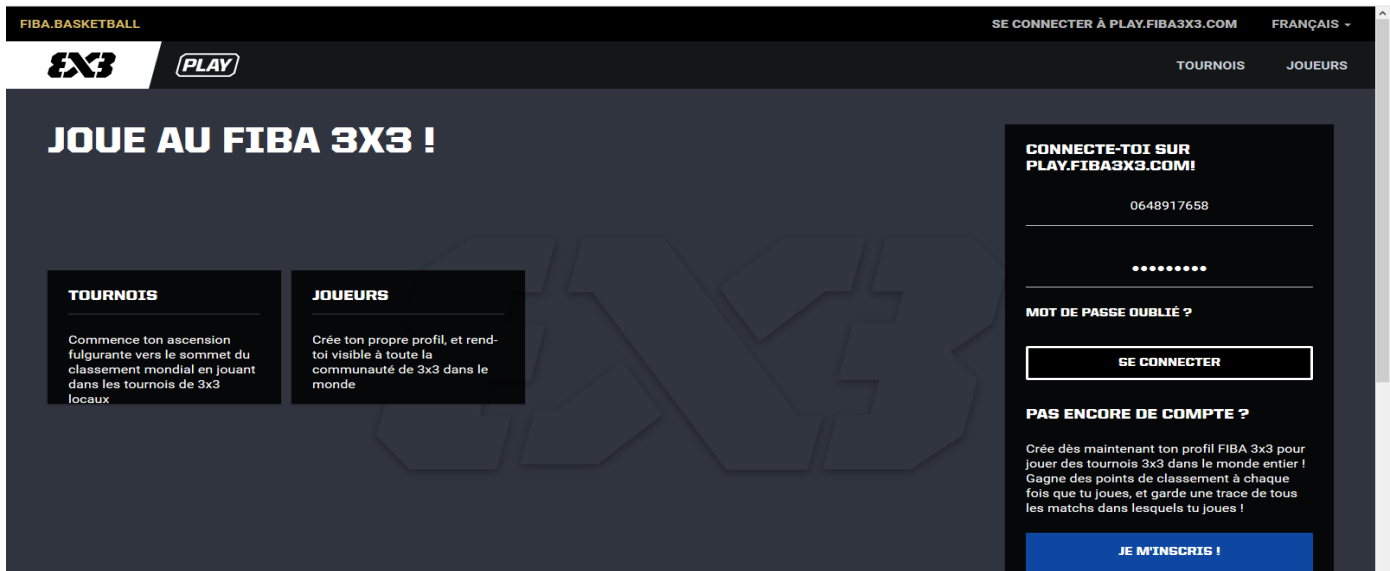 FIBA.BASKETBALL
SE CONNECTER À PLAY.FIBA3X3.COM
FRANÇAIS
3X3
PLAY
TOURNOIS
JOUEURS
JOUE AU FIBA 3X3 !
TOURNOIS
Commence ton ascension
fulgurante vers le sommet du
classement mondial en jouant
dans les tournois de 3x3
locaux
JOUEURS
Crée ton propre profil, et rend-
toi visible à toute la
communauté de 3x3 dans le
monde
3X3
CONNECTE-TOI SUR
PLAY.FIBA3X3.COM!
0648917658
•••••••••
MOT DE PASSE OUBLIÉ ?
SE CONNECTER
PAS ENCORE DE COMPTE ?
Crée dès maintenant ton profil FIBA 3x3 pour
jouer des tournois 3x3 dans le monde entier !
Gagne des points de classement à chaque
fois que tu joues, et garde une trace de tous
les matchs dans lesquels tu joues !
JE M'INSCRIS !